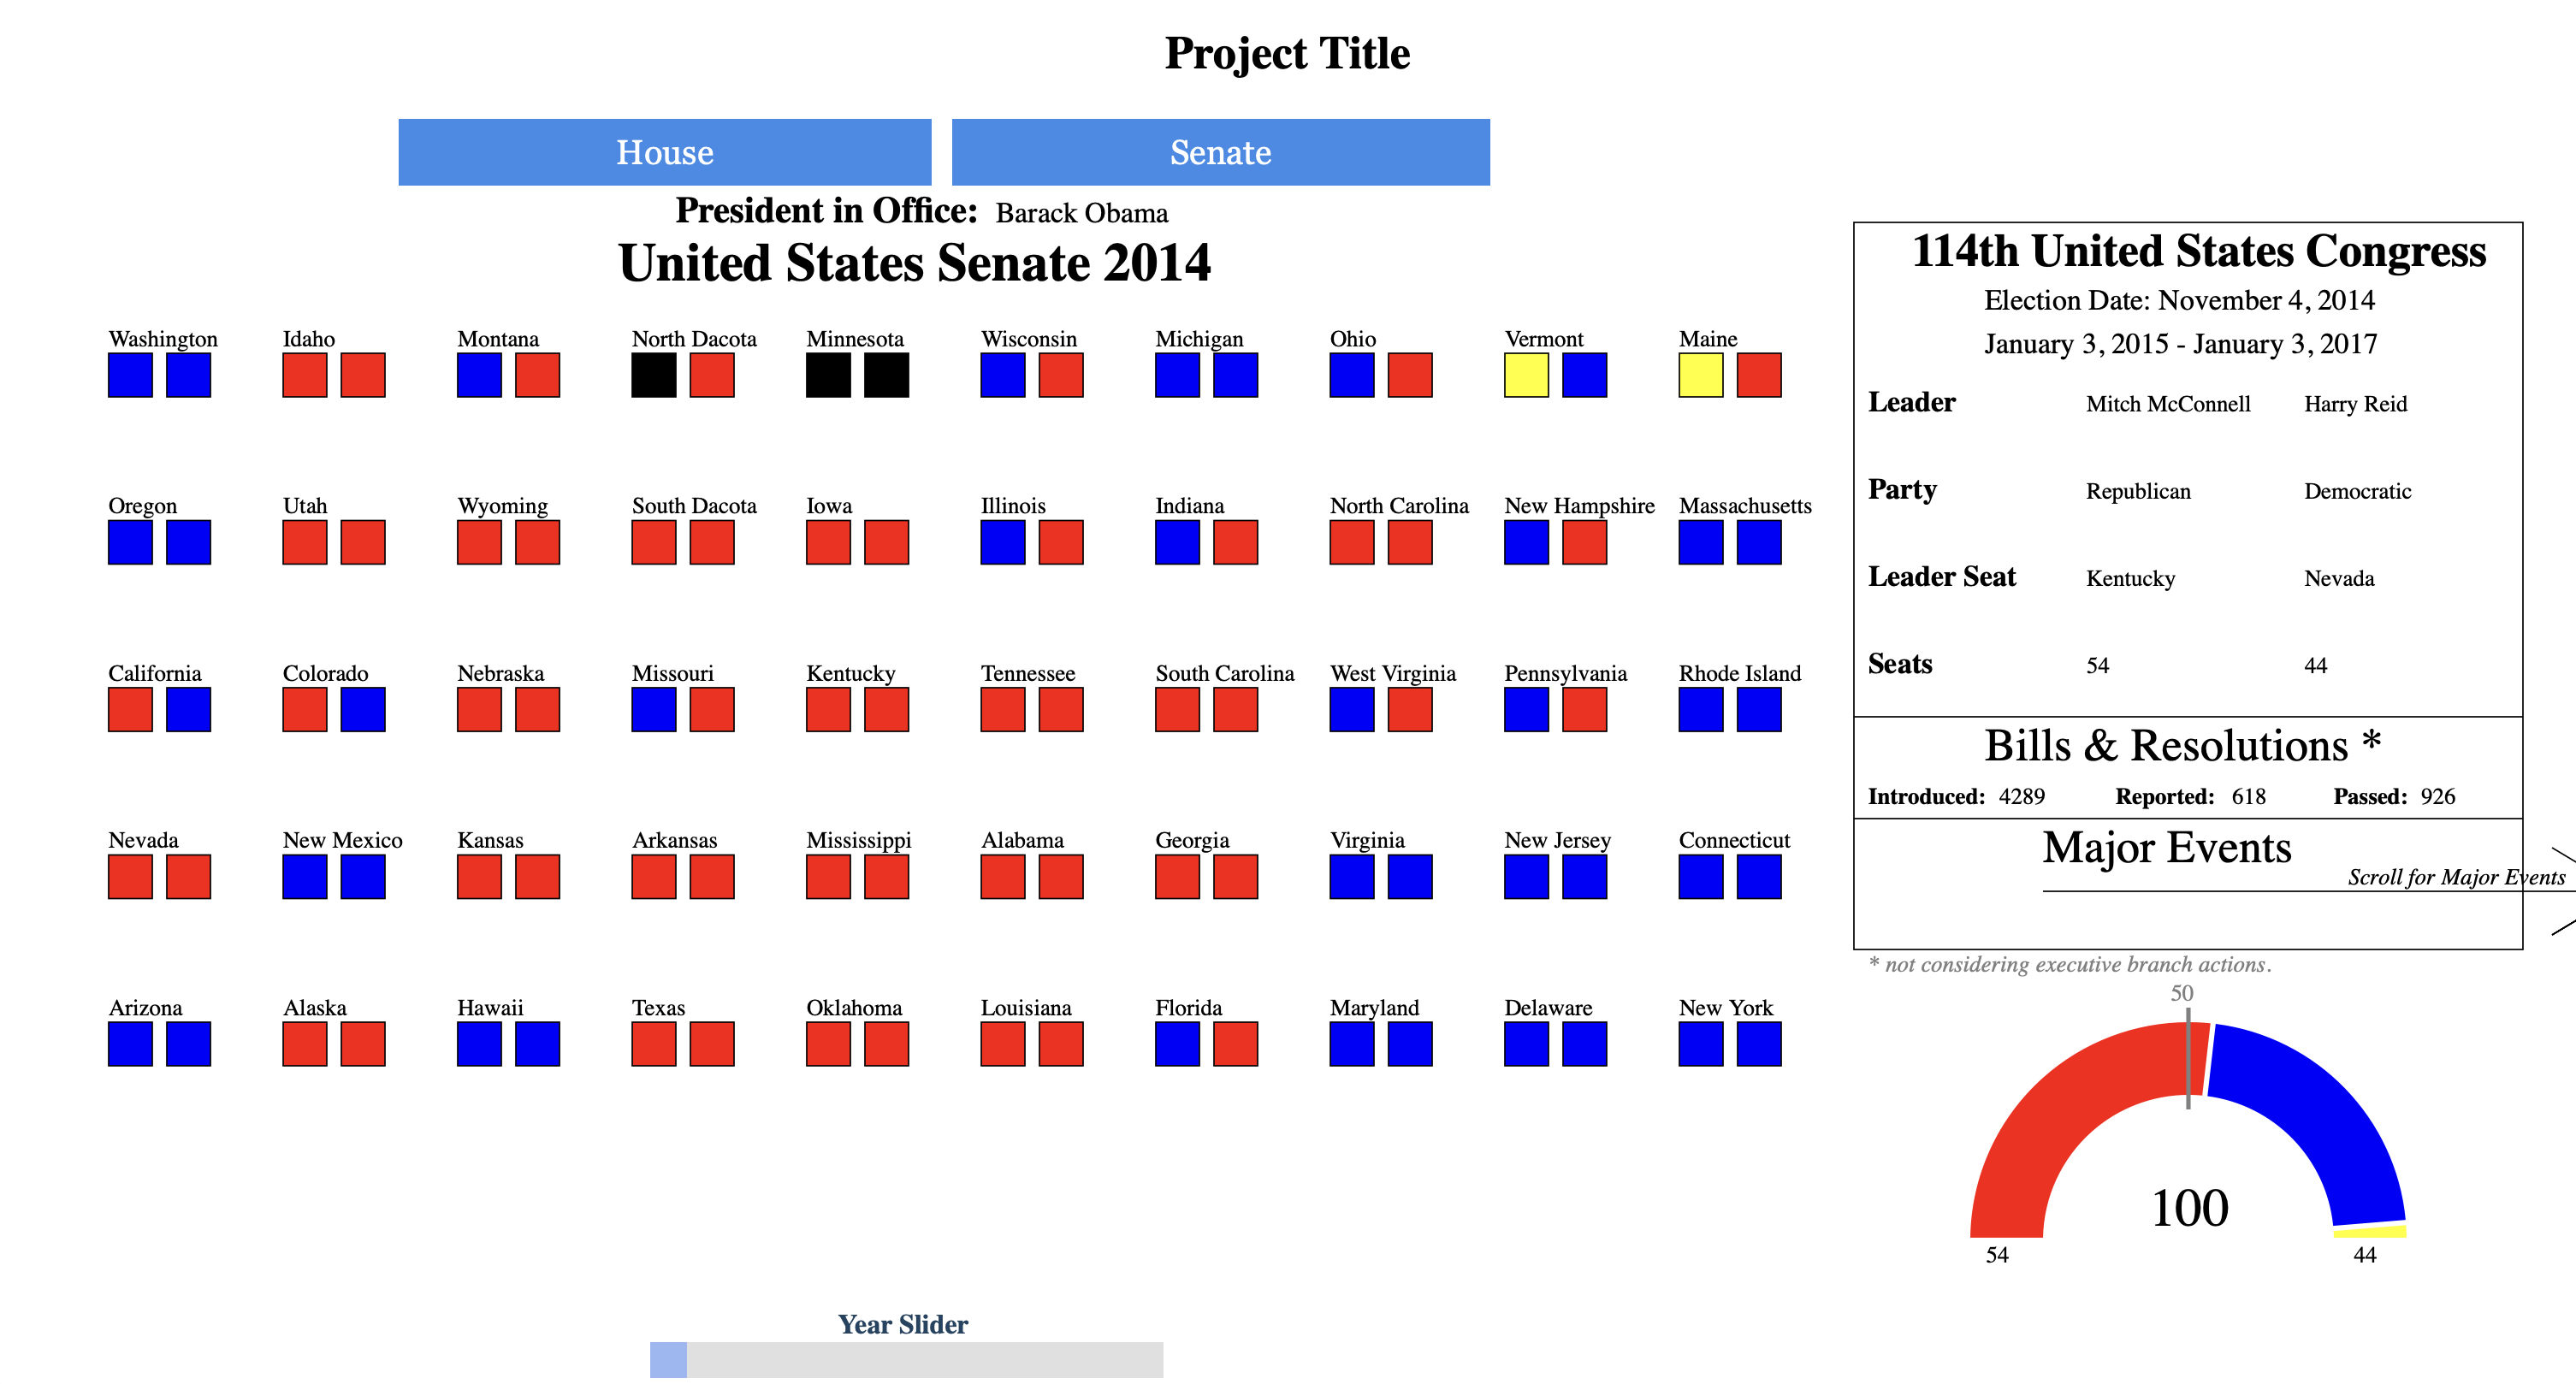 Project Title
House Senate
President in Office: Barack Obama
United States Senate 2014
Washington Idaho Montana North Dacota Minnesota Wisconsin Michigan Ohio Vermont Maine
Oregon Utah Wyoming South Dacota Iowa Illinois Indiana North Carolina New Hampshire Massachusetts
California Colorado Nebraska Missouri Kentucky Tennessee South Carolina West Virginia Pennsylvania Rhode Island
Nevada New Mexico Kansas Arkansas Mississippi Alabama Georgia Virginia New Jersey Connecticut
Arizona Alaska Hawaii Texas Oklahoma Louisiana Florida Maryland Delaware New York
114th United States Congress
Election Date: November 4, 2014
January 3, 2015 - January 3, 2017
Leader Mitch McConnell Harry Reid
Party Republican Democratic
Leader Seat Kentucky Nevada
Seats 54 44
Bills & Resolutions *
Introduced: 4289 Reported: 618 Passed: 926
Major Events
Scroll for Major Events
* not considering executive branch actions.
50
100
54 44
Year Slider